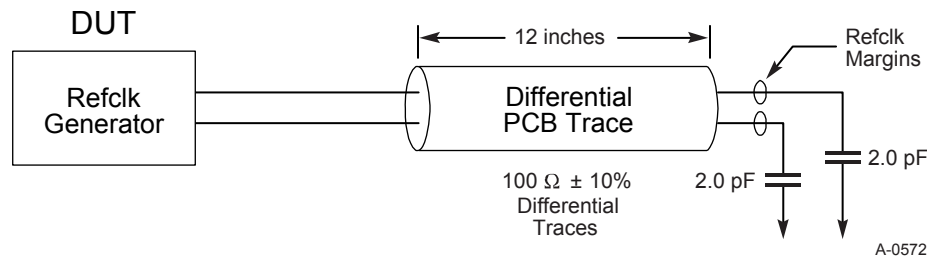 DUT
Refclk
Generator
12 inches
Differential
PCB Trace
100 Ω ± 10%
Differential
Traces
Refclk
Margins
2.0 pF
2.0 pF
A-0572